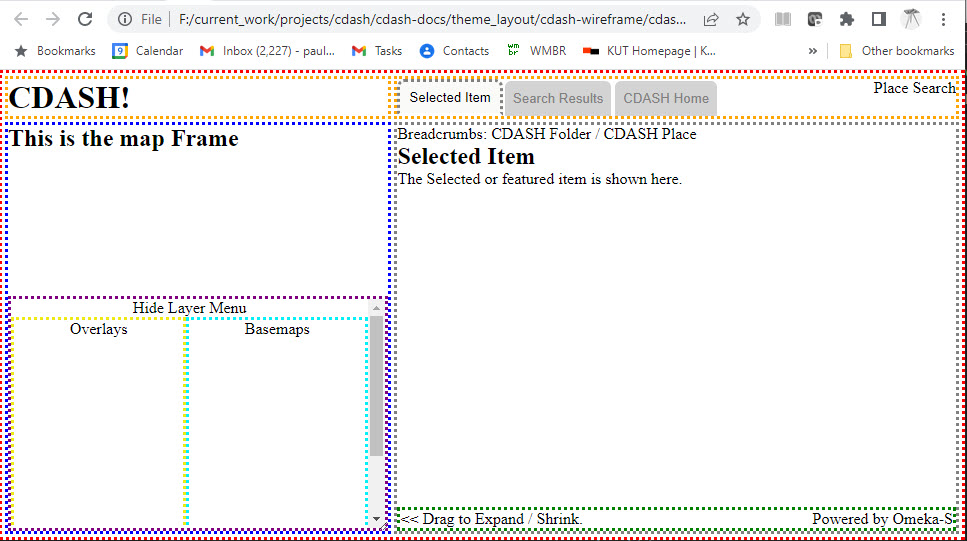 File F:/current_work/projects/cdash/cdash-docs/theme_layout/cdash-wireframe/cdas...
Bookmarks 9 Calendar Inbox (2,227) - paul... Tasks Contacts WM BR WMBR KUT Homepage | K... » Other bookmarks
CDASH!
Selected Item Search Results CDASH Home Place Search
This is the map Frame
Breadcrumbs: CDASH Folder / CDASH Place
Selected Item
The Selected or featured item is shown here.
Hide Layer Menu
Overlays Basemaps
<< Drag to Expand / Shrink. Powered by Omeka-S.